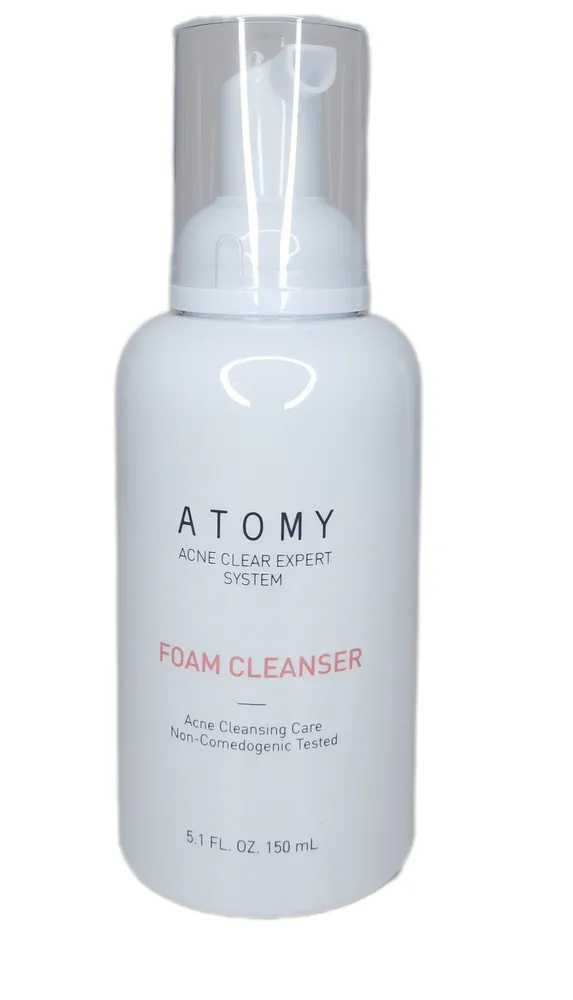 ATOMY
ACNE CLEAR EXPERT
SYSTEM
FOAM CLEANSER
Acne Cleansing Care
Non-Comedogenic Tested
5.1 FL. OZ. 150 mL